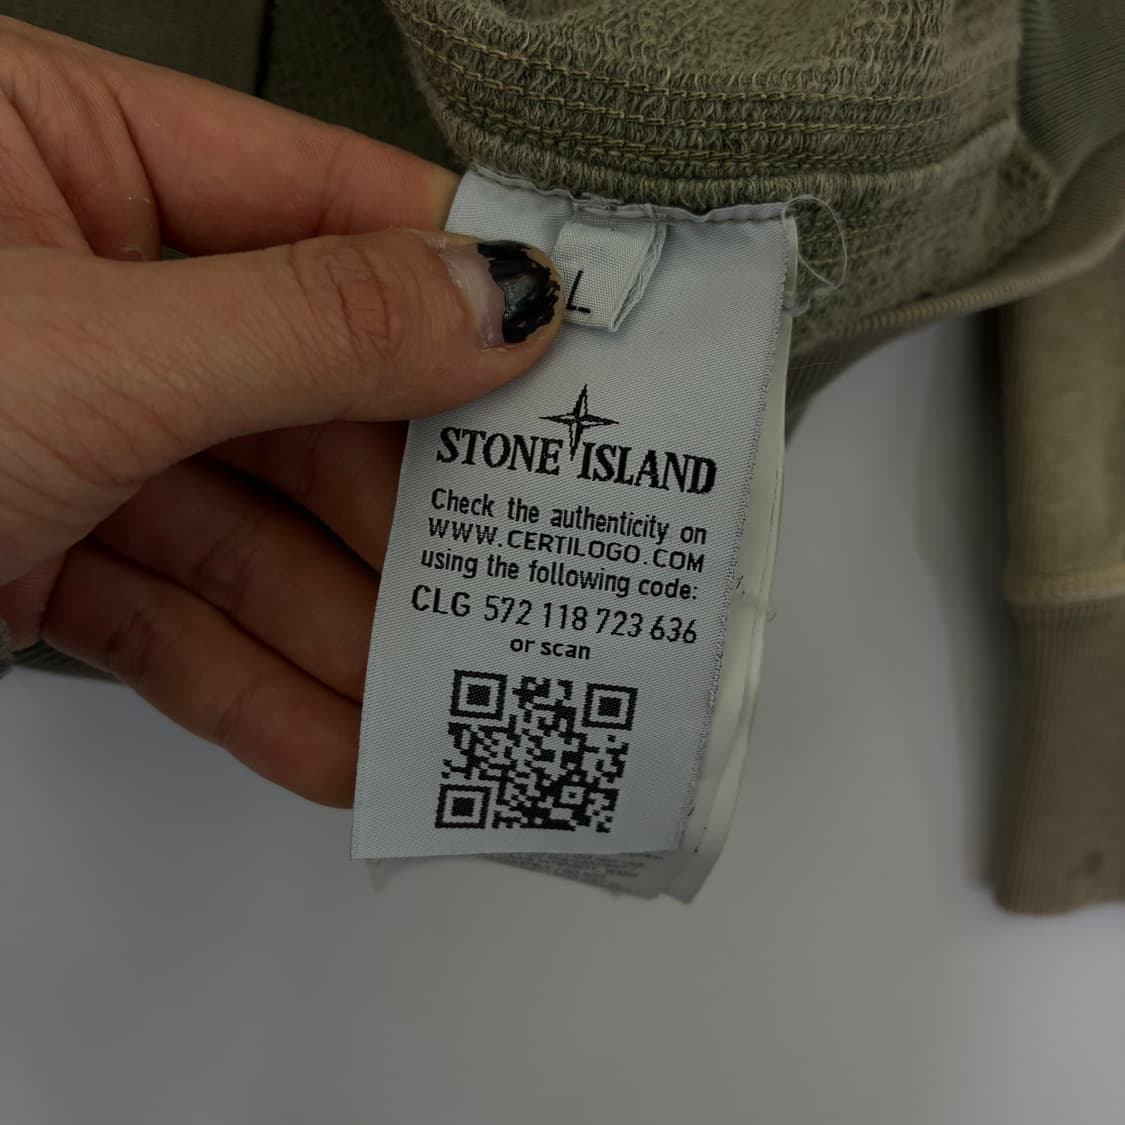 L
STONE ISLAND
Check the authenticity on
WWW.CERTILOGO.COM
using the following code:
CLG 572 118 723 636
or scan